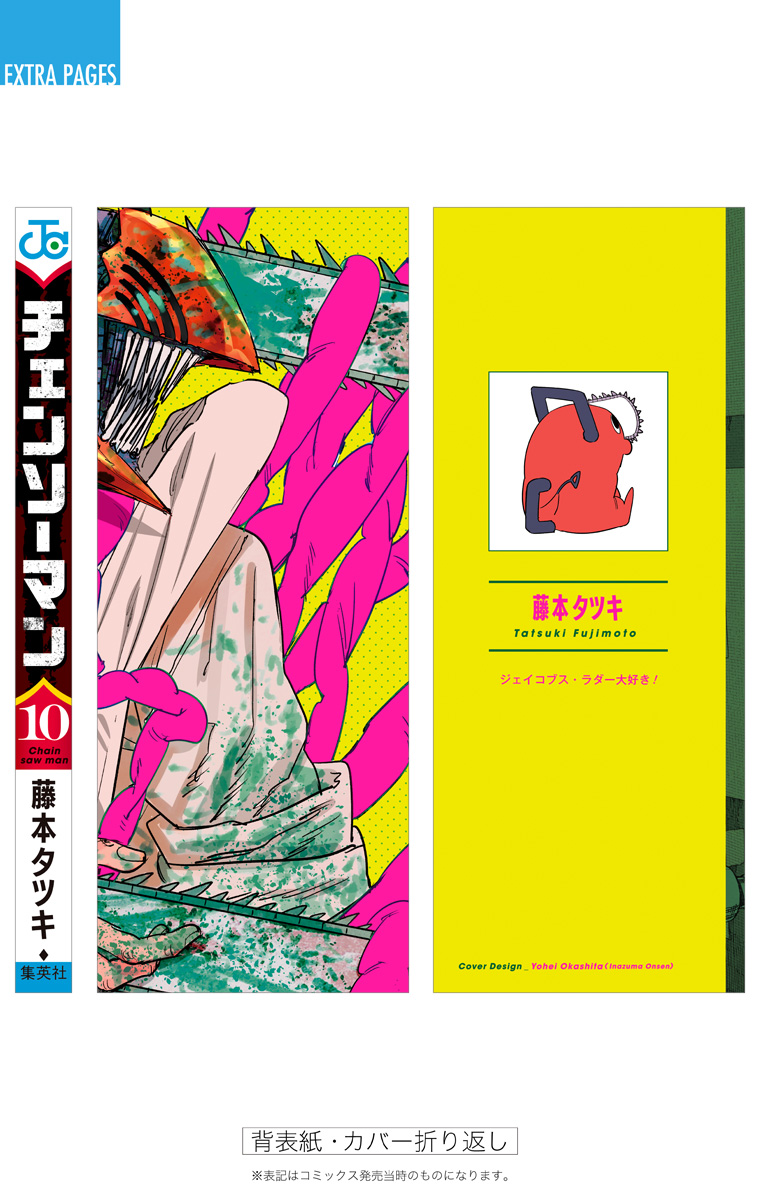 EXTRA PAGES
JC
チェンソーマン
10
Chain
saw man
藤本タツキ
◆
集英社
藤本タツキ
Tatsuki Fujimoto
ジェイコブス・ラダー大好き！
Cover Design _ Yohei Okashita(Inazuma Onsen)
背表紙・カバー折り返し
※表記はコミックス発売当時のものになります。